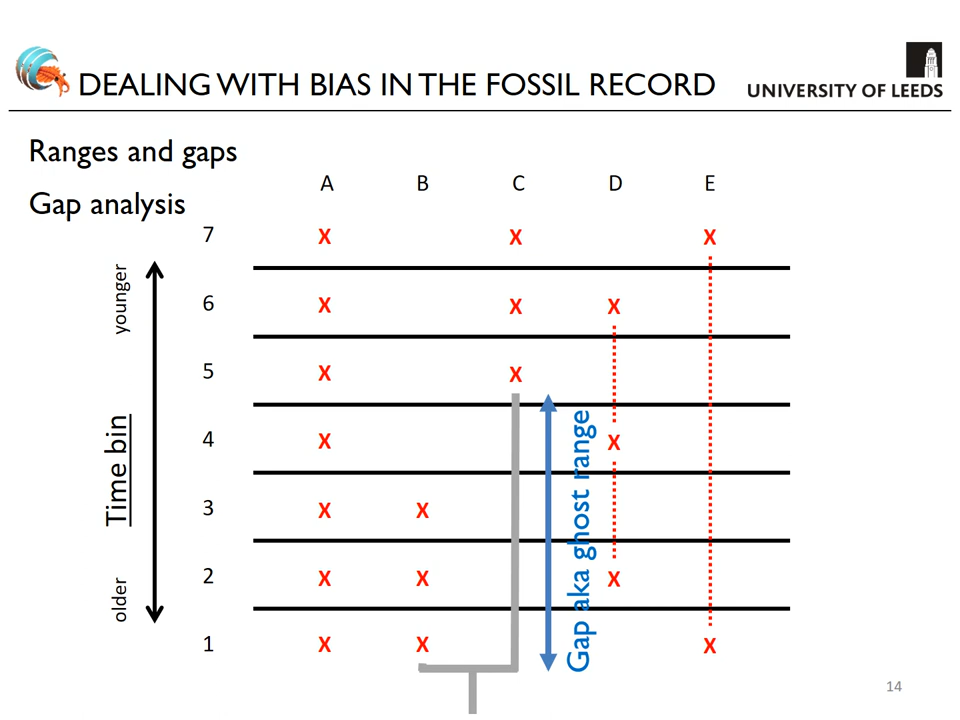 DEALING WITH BIAS IN THE FOSSIL RECORD
UNIVERSITY OF LEEDS
Ranges and gaps
Gap analysis
A B C D E
7 X X X
6 X X X
5 X X
4 X X
3 X X
2 X X X
1 X X X
younger
Time bin
older
Gap aka ghost range
14